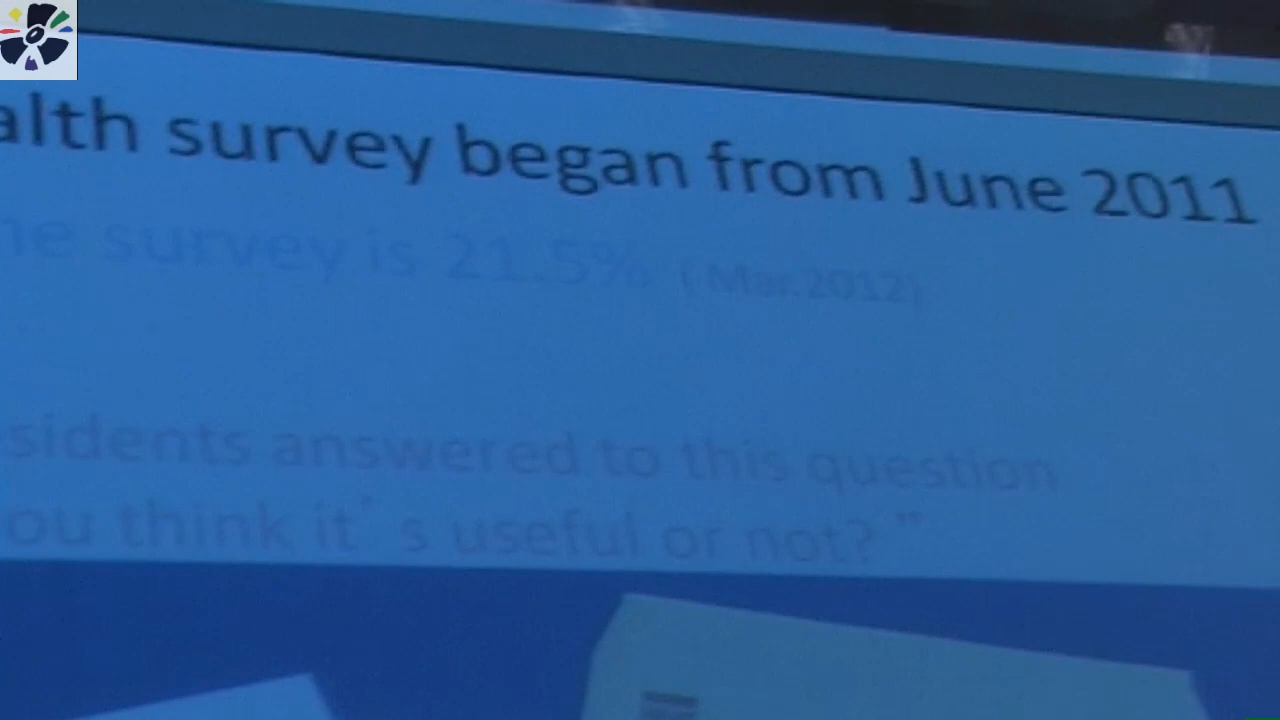 alth survey began from June 2011
he survey is 21.5% (Mar.2012)
sidents answered to this question
ou think it's useful or not? ”